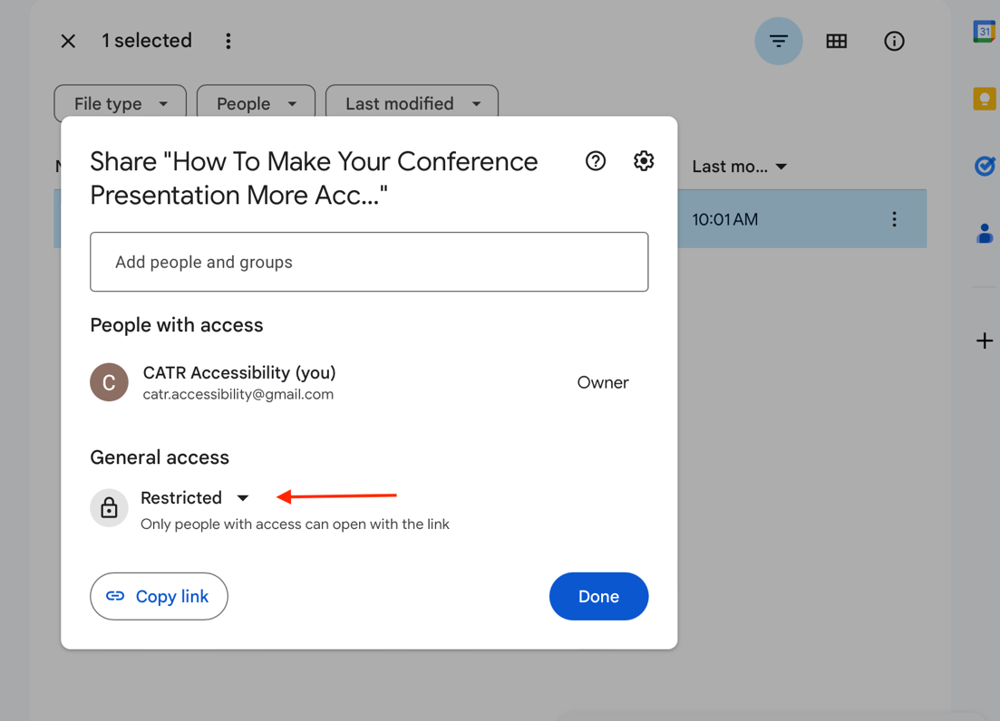 1 selected
31
File type
People
Last modified
Share "How To Make Your Conference
Presentation More Acc..."
Last mo...
10:01 AM
Add people and groups
People with access
C
CATR Accessibility (you)
catr.accessibility@gmail.com
Owner
General access
Restricted
Only people with access can open with the link
Copy link
Done